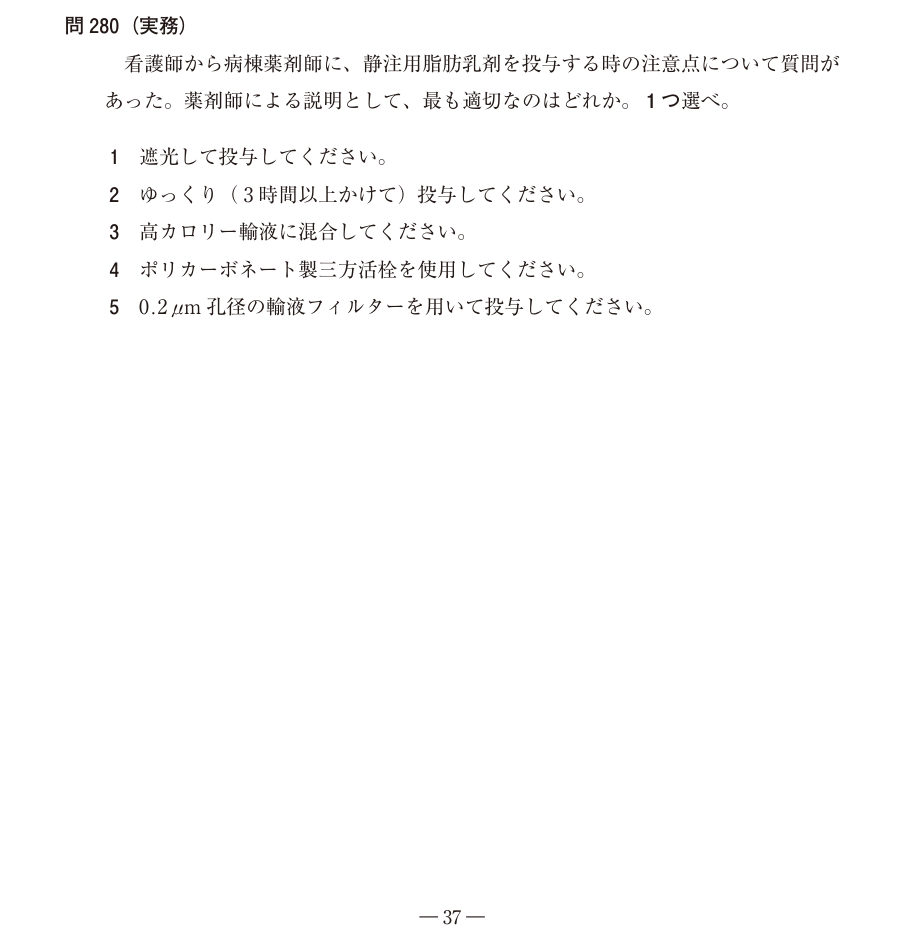 問 280（実務）
看護師から病棟薬剤師に、静注用脂肪乳剤を投与する時の注意点について質問が
あった。薬剤師による説明として、最も適切なのはどれか。1つ選べ。
1 遮光して投与してください。
2 ゆっくり（3時間以上かけて）投与してください。
3 高カロリー輸液に混合してください。
4 ポリカーボネート製三方活栓を使用してください。
5 0.2 μm 孔径の輸液フィルターを用いて投与してください。
— 37 —